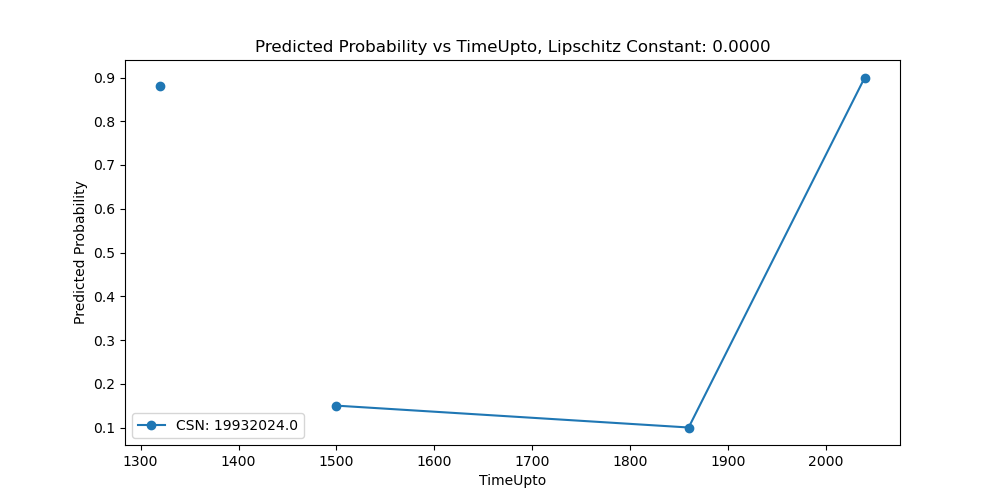 Predicted Probability vs TimeUpto, Lipschitz Constant: 0.0000
0.9
0.8
0.7
0.6
0.5
0.4
0.3
0.2
0.1
Predicted Probability
CSN: 19932024.0
1300 1400 1500 1600 1700 1800 1900 2000
TimeUpto